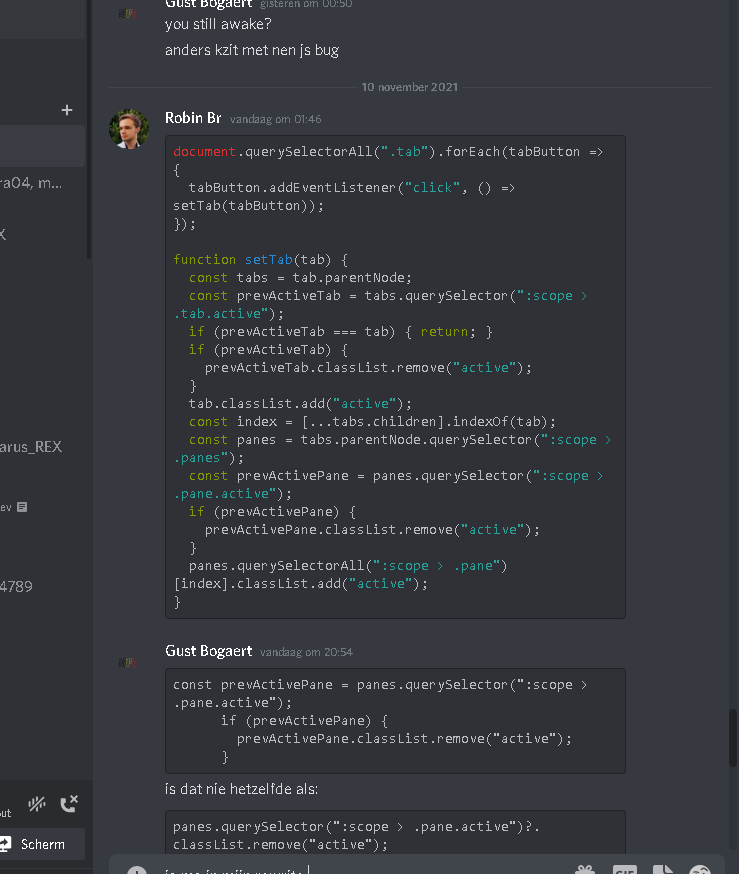 Gust Bogaert gisteren om 00:50
you still awake?
anders kzit met nen js bug
10 november 2021
+
Robin Br vandaag om 01:46
document.querySelectorAll(".tab").forEach(tabButton =>
{
tabButton.addEventListener("click", () =>
setTab(tabButton));
});
ra04, m...
X
function setTab(tab) {
const tabs = tab.parentNode;
const prevActiveTab = tabs.querySelector(":scope >
.tab.active");
if (prevActiveTab === tab) { return; }
if (prevActiveTab) {
prevActiveTab.classList.remove("active");
}
tab.classList.add("active");
const index = [...tabs.children].indexOf(tab);
const panes = tabs.parentNode.querySelector(":scope >
.panes");
const prevActivePane = panes.querySelector(":scope >
.pane.active");
if (prevActivePane) {
prevActivePane.classList.remove("active");
}
panes.querySelectorAll(":scope > .pane")
[index].classList.add("active");
}
arus_REX
ev
4789
Gust Bogaert vandaag om 20:54
const prevActivePane = panes.querySelector(":scope >
.pane.active");
if (prevActivePane) {
prevActivePane.classList.remove("active");
}
is dat nie hetzelfde als:
panes.querySelector(":scope > .pane.active")?.
classList.remove("active");
out
Scherm
GIF